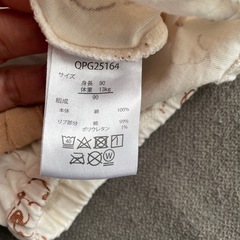 QPG25164
サイズ
身長 90
体重 13kg
90
組成
本体 綿 100%
リブ部分 綿 99%
ポリウレタン 1%